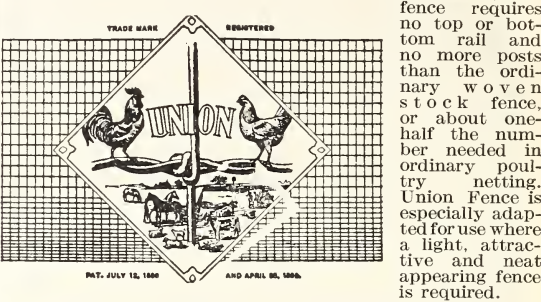 TRADE MARK REGISTERED
UNION
PAT. JULY 12, AND APRIL
fence requires
no top or bot-
tom rail and
no more posts
than the ordi-
nary woven
stock fence,
or about one-
half the num-
ber needed in
ordinary poul-
try netting.
Union Fence is
especially adap-
ted for use where
a light, attrac-
tive and neat
appearing fence
is required.